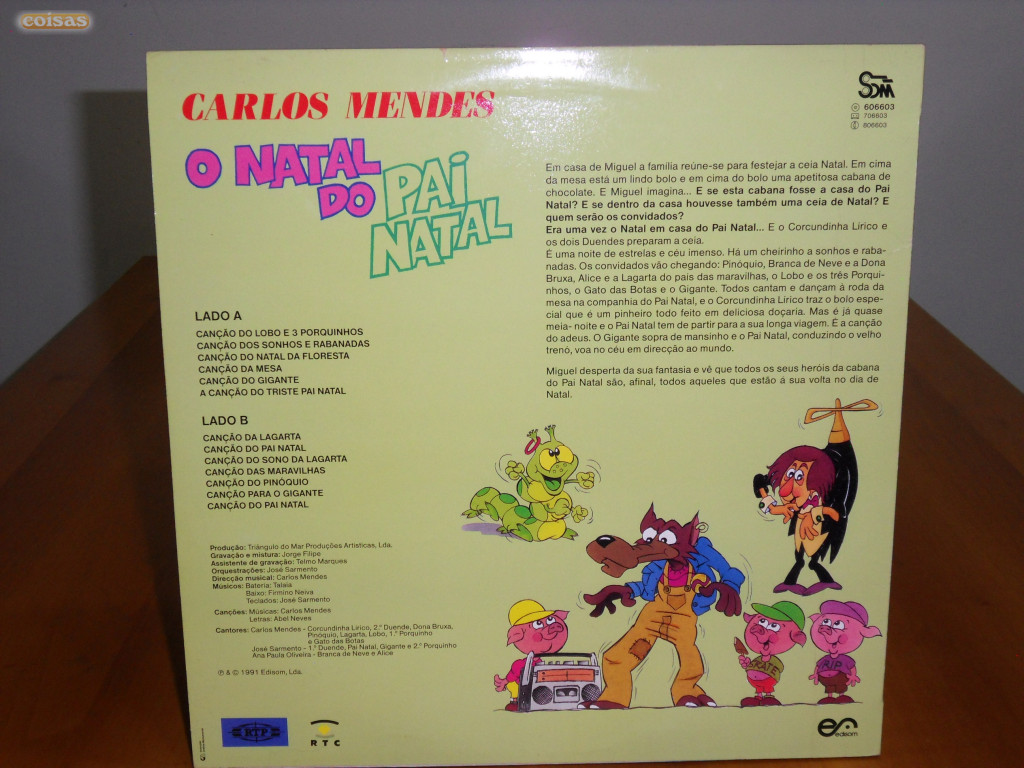 coisas
CARLOS MENDES
O NATAL
DO PAI
NATAL
SDM
606603
706603
806603
Em casa de Miguel a família reúne-se para festejar a ceia Natal. Em cima
da mesa está um lindo bolo e em cima do bolo uma apetitosa cabana de
chocolate. E Miguel imagina... E se esta cabana fosse a casa do Pai
Natal? E se dentro da casa houvesse também uma ceia de Natal? E
quem serão os convidados?
Era uma vez o Natal em casa do Pai Natal... E o Corcundinha Lírico e
os dois Duendes preparam a ceia.
É uma noite de estrelas e céu imenso. Há um cheirinho a sonhos e raba-
nadas. Os convidados vão chegando: Pinóquio, Branca de Neve e a Dona
Bruxa, Alice e a Lagarta do país das maravilhas, o Lobo e os três Porqui-
nhos, o Gato das Botas e o Gigante. Todos cantam e dançam à roda da
mesa na companhia do Pai Natal, e o Corcundinha Lírico traz o bolo espe-
cial que é um pinheiro todo feito em deliciosa doçaria. Mas é já quase
meia- noite e o Pai Natal tem de partir para a sua longa viagem. É a canção
do adeus. O Gigante sopra de mansinho e o Pai Natal, conduzindo o velho
trenó, voa no céu em direcção ao mundo.
Miguel desperta da sua fantasia e vê que todos os seus heróis da cabana
do Pai Natal são, afinal, todos aqueles que estão á sua volta no dia de
Natal.
LADO A
CANÇÃO DO LOBO E 3 PORQUINHOS
CANÇÃO DOS SONHOS E RABANADAS
CANÇÃO DO NATAL DA FLORESTA
CANÇÃO DA MESA
CANÇÃO DO GIGANTE
A CANÇÃO DO TRISTE PAI NATAL
LADO B
CANÇÃO DA LAGARTA
CANÇÃO DO PAI NATAL
CANÇÃO DO SONO DA LAGARTA
CANÇÃO DAS MARAVILHAS
CANÇÃO DO PINÓQUIO
CANÇÃO PARA O GIGANTE
CANÇÃO DO PAI NATAL
Produção: Triângulo do Mar Produções Artísticas, Lda.
Gravação e mistura: Jorge Filipe
Assistente de gravação: Telmo Marques
Orquestrações: José Sarmento
Direcção musical: Carlos Mendes
Músicos: Bateria: Talaia
Baixo: Firmino Neiva
Teclados: José Sarmento
Canções: Músicas: Carlos Mendes
Letras: Abel Neves
Cantores: Carlos Mendes - Corcundinha Lírico, 2.º Duende, Dona Bruxa,
Pinóquio, Lagarta, Lobo, 1.º Porquinho
e Gato das Botas
José Sarmento - 1.º Duende, Pai Natal, Gigante e 2.º Porquinho
Ana Paula Oliveira - Branca de Neve e Alice
℗ & © 1991 Edisom, Lda.
KRATE
RIP
RTP
RTC
edisom